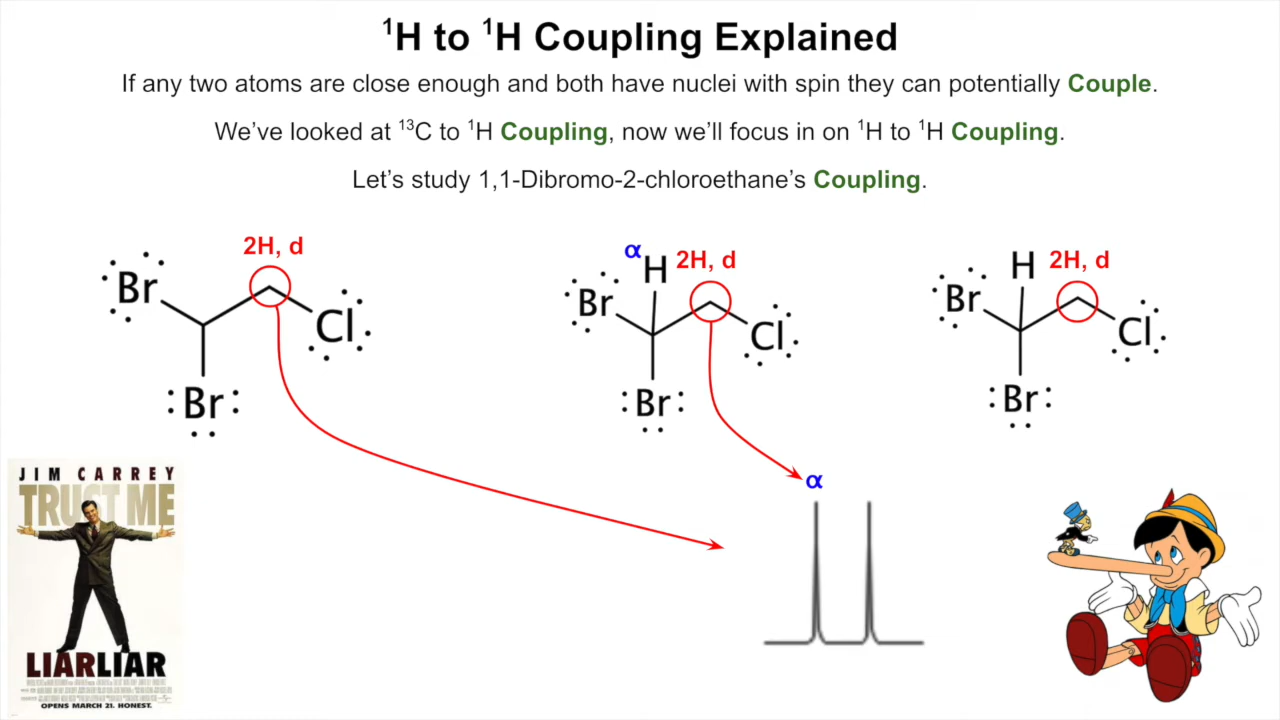 ¹H to ¹H Coupling Explained
If any two atoms are close enough and both have nuclei with spin they can potentially Couple.
We’ve looked at ¹³C to ¹H Coupling, now we’ll focus in on ¹H to ¹H Coupling.
Let’s study 1,1-Dibromo-2-chloroethane’s Coupling.
2H, d
Br
Cl
Br
α
H
2H, d
Br
Cl
Br
H
2H, d
Br
Cl
Br
α
JIM CARREY
TRUST ME
LIARLIAR
OPENS MARCH 21. HONEST.